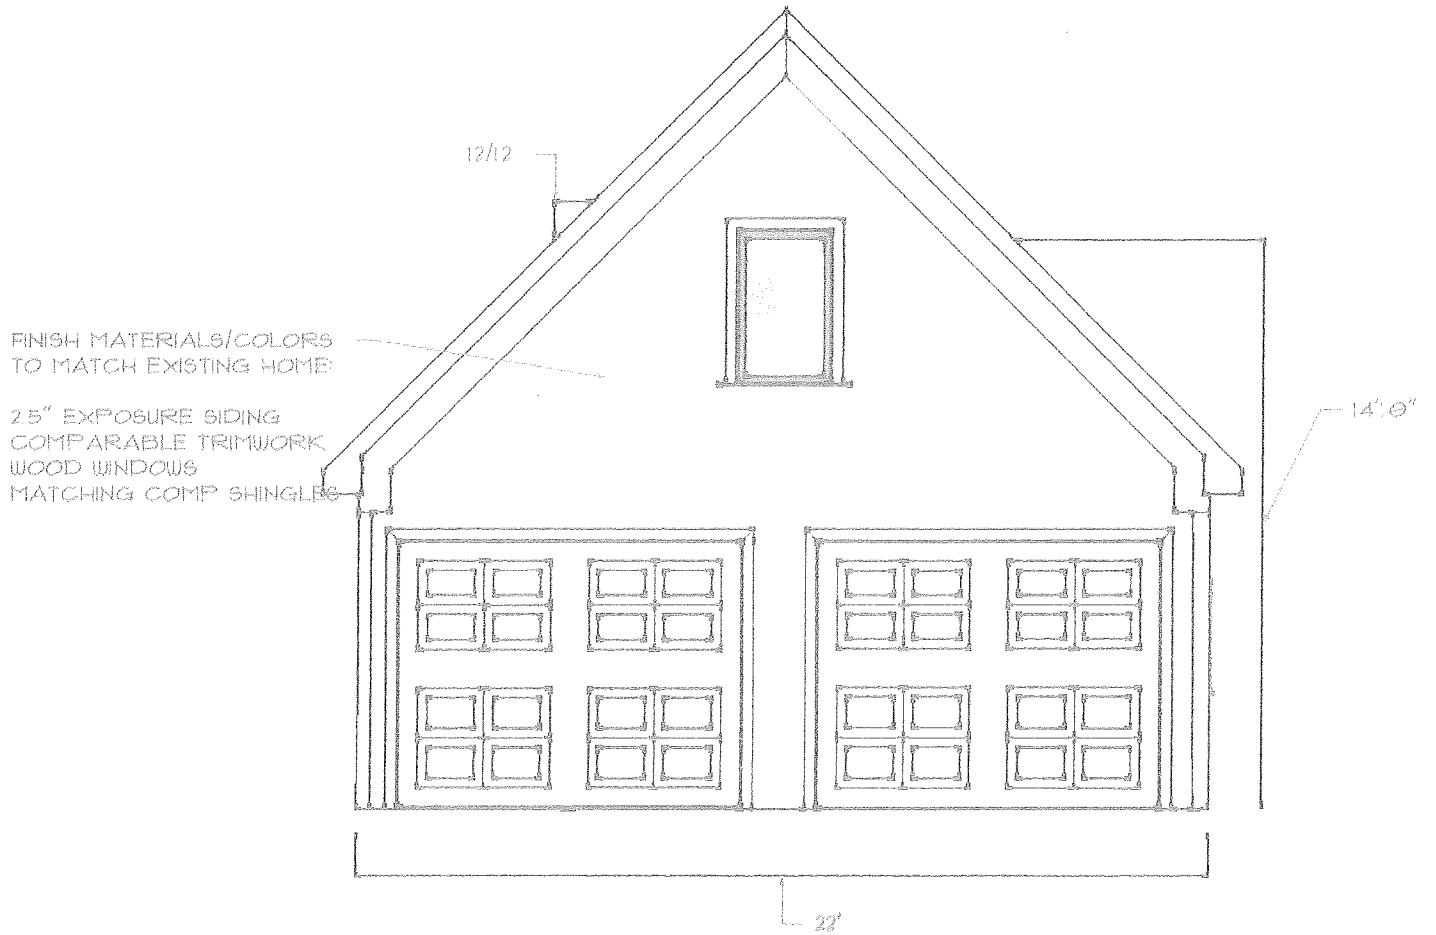 12/12
FINISH MATERIALS/COLORS
TO MATCH EXISTING HOME:
2.5" EXPOSURE SIDING
COMPARABLE TRIMWORK
WOOD WINDOWS
MATCHING COMP SHINGLES
14'
22'